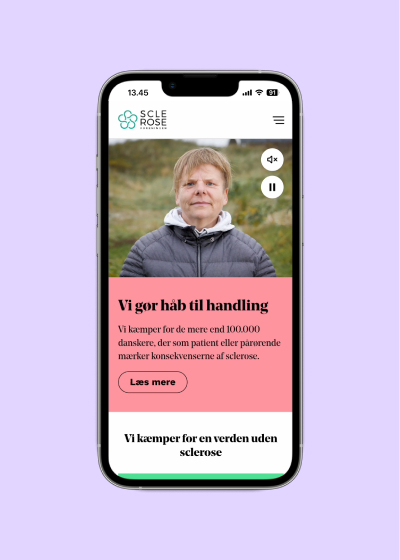 13.45
91
SCLE
ROSE
FORENINGEN
Vi gør håb til handling
Vi kæmper for de mere end 100.000
danskere, der som patient eller pårørende
mærker konsekvenserne af sclerose.
Læs mere
Vi kæmper for en verden uden
sclerose